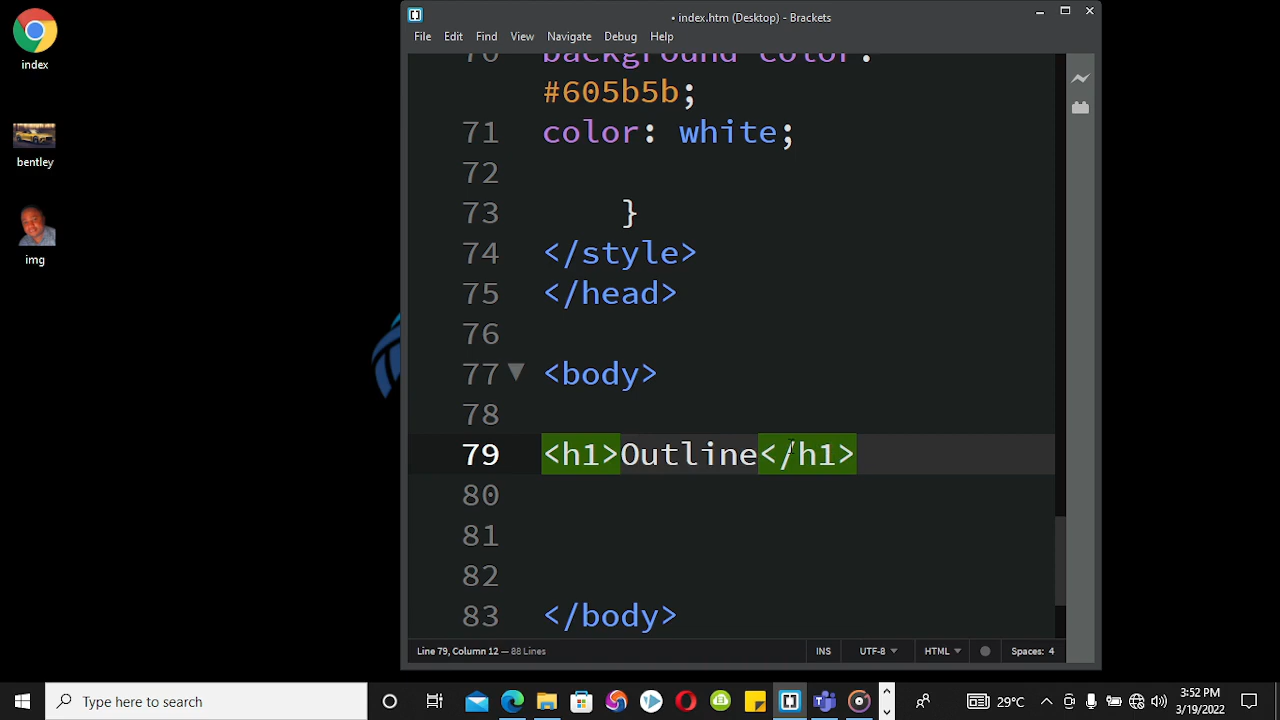 index
bentley
img
• index.htm (Desktop) - Brackets
File Edit Find View Navigate Debug Help
70 background-color:
#605b5b;
71 color: white;
72
73 }
74 </style>
75 </head>
76
77 <body>
78
79 <h1>Outline</h1>
80
81
82
83 </body>
Line 79, Column 12 — 88 Lines
INS UTF-8 HTML Spaces: 4
Type here to search
29°C
3:52 PM
3/19/2022